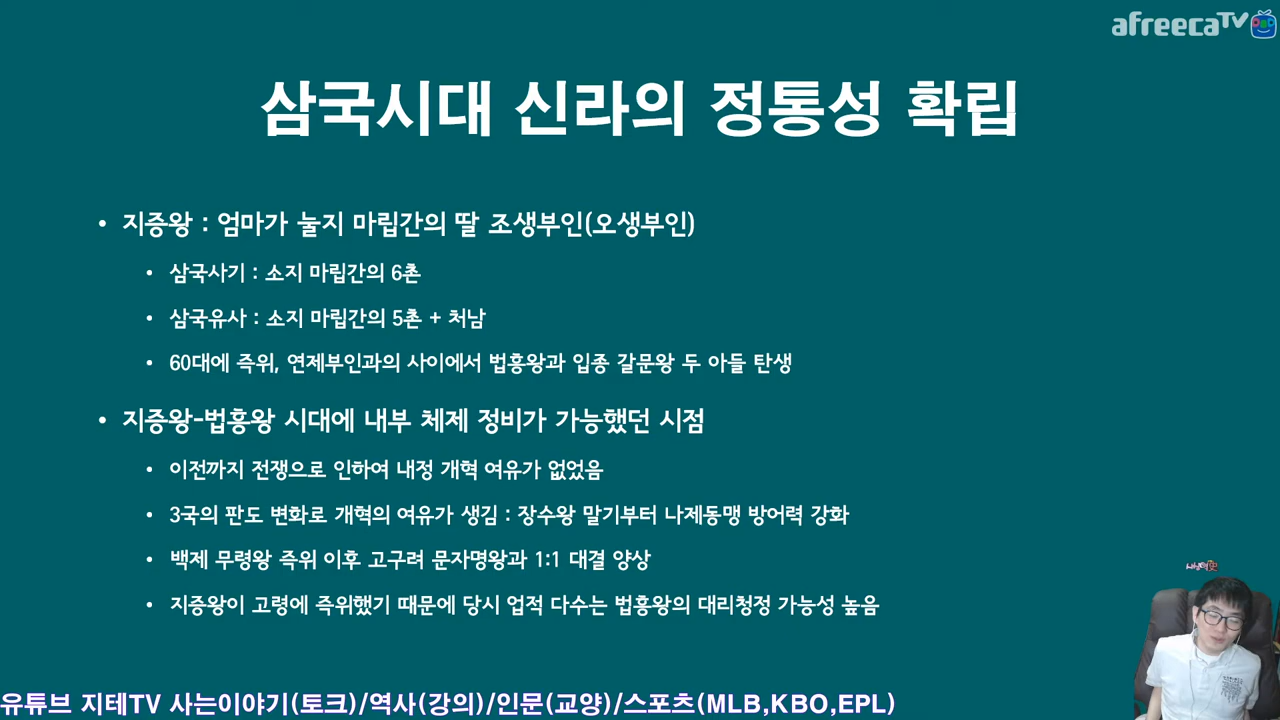 afreecaTV
삼국시대 신라의 정통성 확립
• 지증왕 : 엄마가 눌지 마립간의 딸 조생부인(오생부인)
• 삼국사기 : 소지 마립간의 6촌
• 삼국유사 : 소지 마립간의 5촌 + 처남
• 60대에 즉위, 연제부인과의 사이에서 법흥왕과 입종 갈문왕 두 아들 탄생
• 지증왕-법흥왕 시대에 내부 체제 정비가 가능했던 시점
• 이전까지 전쟁으로 인하여 내정 개혁 여유가 없었음
• 3국의 판도 변화로 개혁의 여유가 생김 : 장수왕 말기부터 나제동맹 방어력 강화
• 백제 무령왕 즉위 이후 고구려 문자명왕과 1:1 대결 양상
• 지증왕이 고령에 즉위했기 때문에 당시 업적 다수는 법흥왕의 대리청정 가능성 높음
유튜브 지테TV 사는이야기(토크)/역사(강의)/인문(교양)/스포츠(MLB,KBO,EPL)